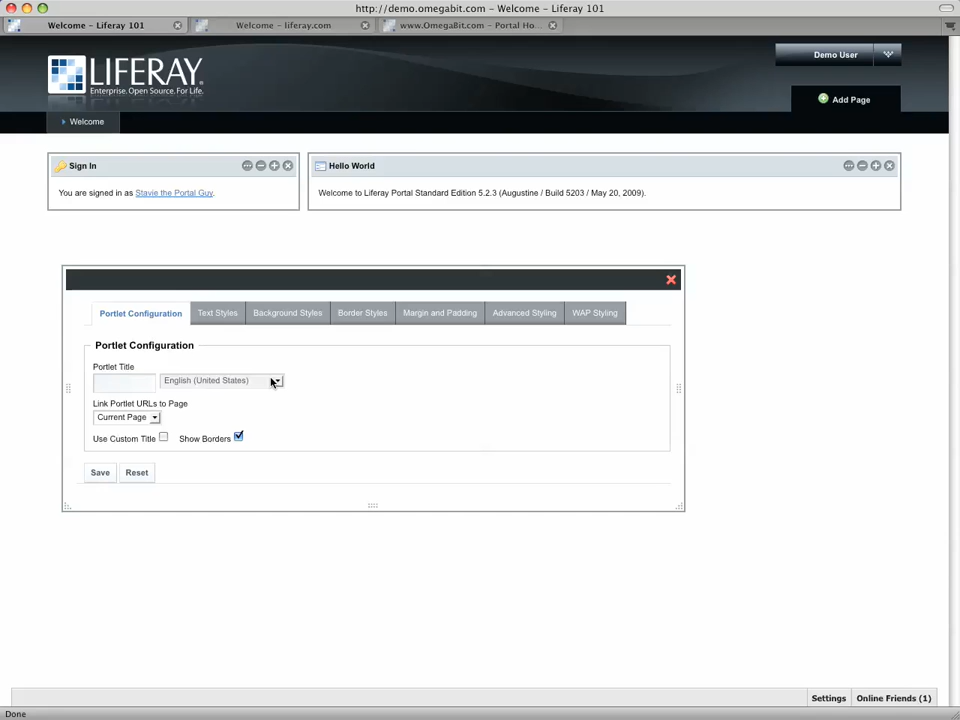 http://demo.omegabit.com - Welcome - Liferay 101
Welcome - Liferay 101
Welcome - liferay.com
www.OmegaBit.com - Portal Ho...
LIFERAY®
Enterprise. Open Source. For Life.
Demo User
Add Page
Welcome
Sign In
Hello World
You are signed in as Stavie the Portal Guy.
Welcome to Liferay Portal Standard Edition 5.2.3 (Augustine / Build 5203 / May 20, 2009).
Portlet Configuration
Text Styles
Background Styles
Border Styles
Margin and Padding
Advanced Styling
WAP Styling
Portlet Configuration
Portlet Title
English (United States)
Link Portlet URLs to Page
Current Page
Use Custom Title
Show Borders
Save
Reset
Settings
Online Friends (1)
Done